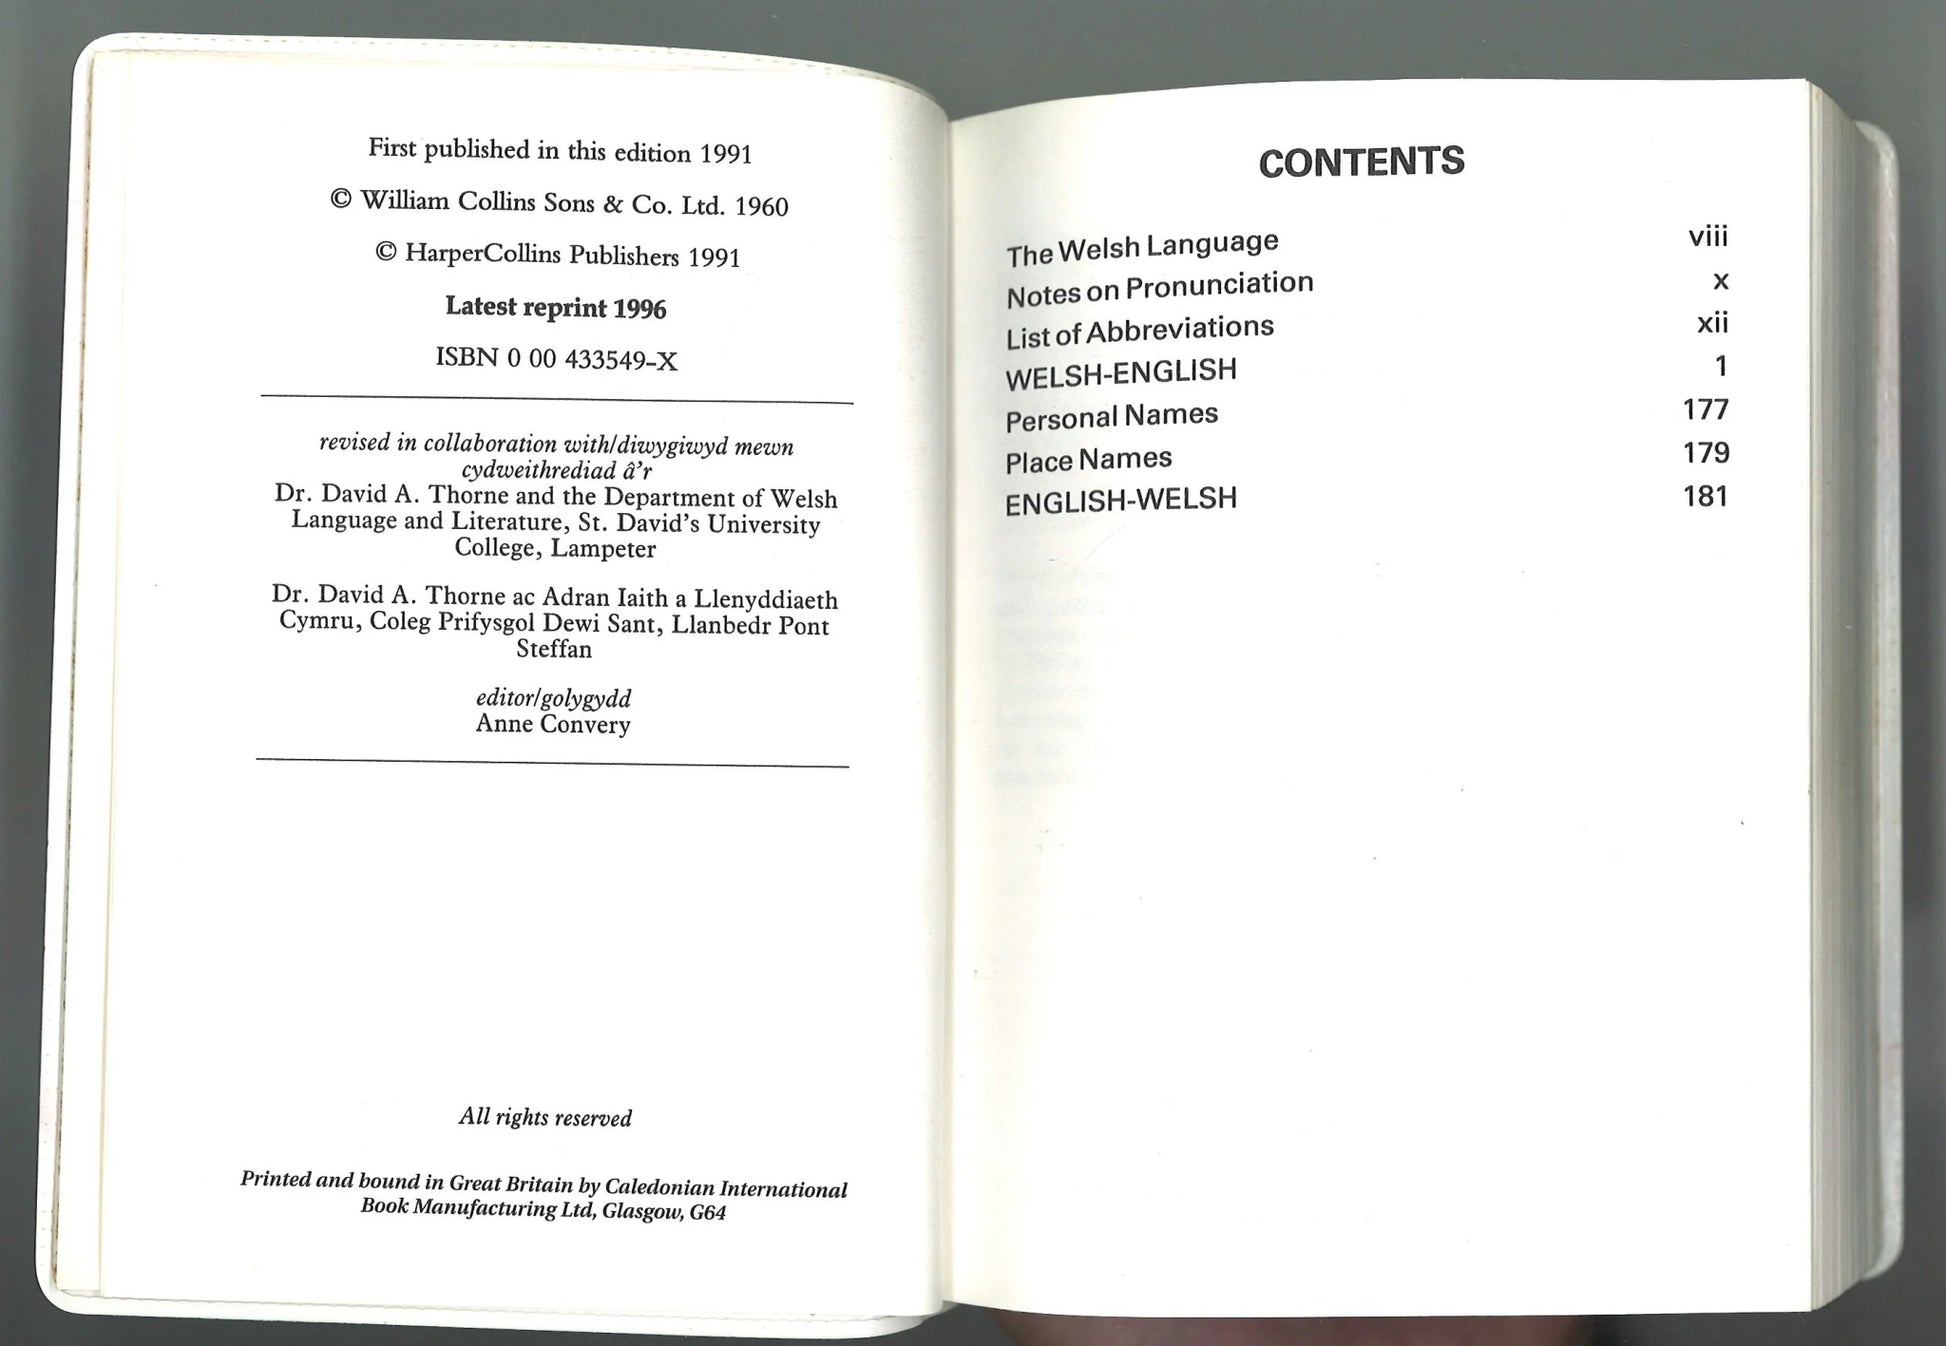 First published in this edition 1991
© William Collins Sons & Co. Ltd. 1960
© HarperCollins Publishers 1991
Latest reprint 1996
ISBN 0 00 433549-X
revised in collaboration with/diwygiwyd mewn
cydweithrediad â'r
Dr. David A. Thorne and the Department of Welsh
Language and Literature, St. David's University
College, Lampeter
Dr. David A. Thorne ac Adran Iaith a Llenyddiaeth
Cymru, Coleg Prifysgol Dewi Sant, Llanbedr Pont
Steffan
editor/golygydd
Anne Convery
All rights reserved
Printed and bound in Great Britain by Caledonian International
Book Manufacturing Ltd, Glasgow, G64
CONTENTS
The Welsh Language viii
Notes on Pronunciation x
List of Abbreviations xii
WELSH-ENGLISH 1
Personal Names 177
Place Names 179
ENGLISH-WELSH 181